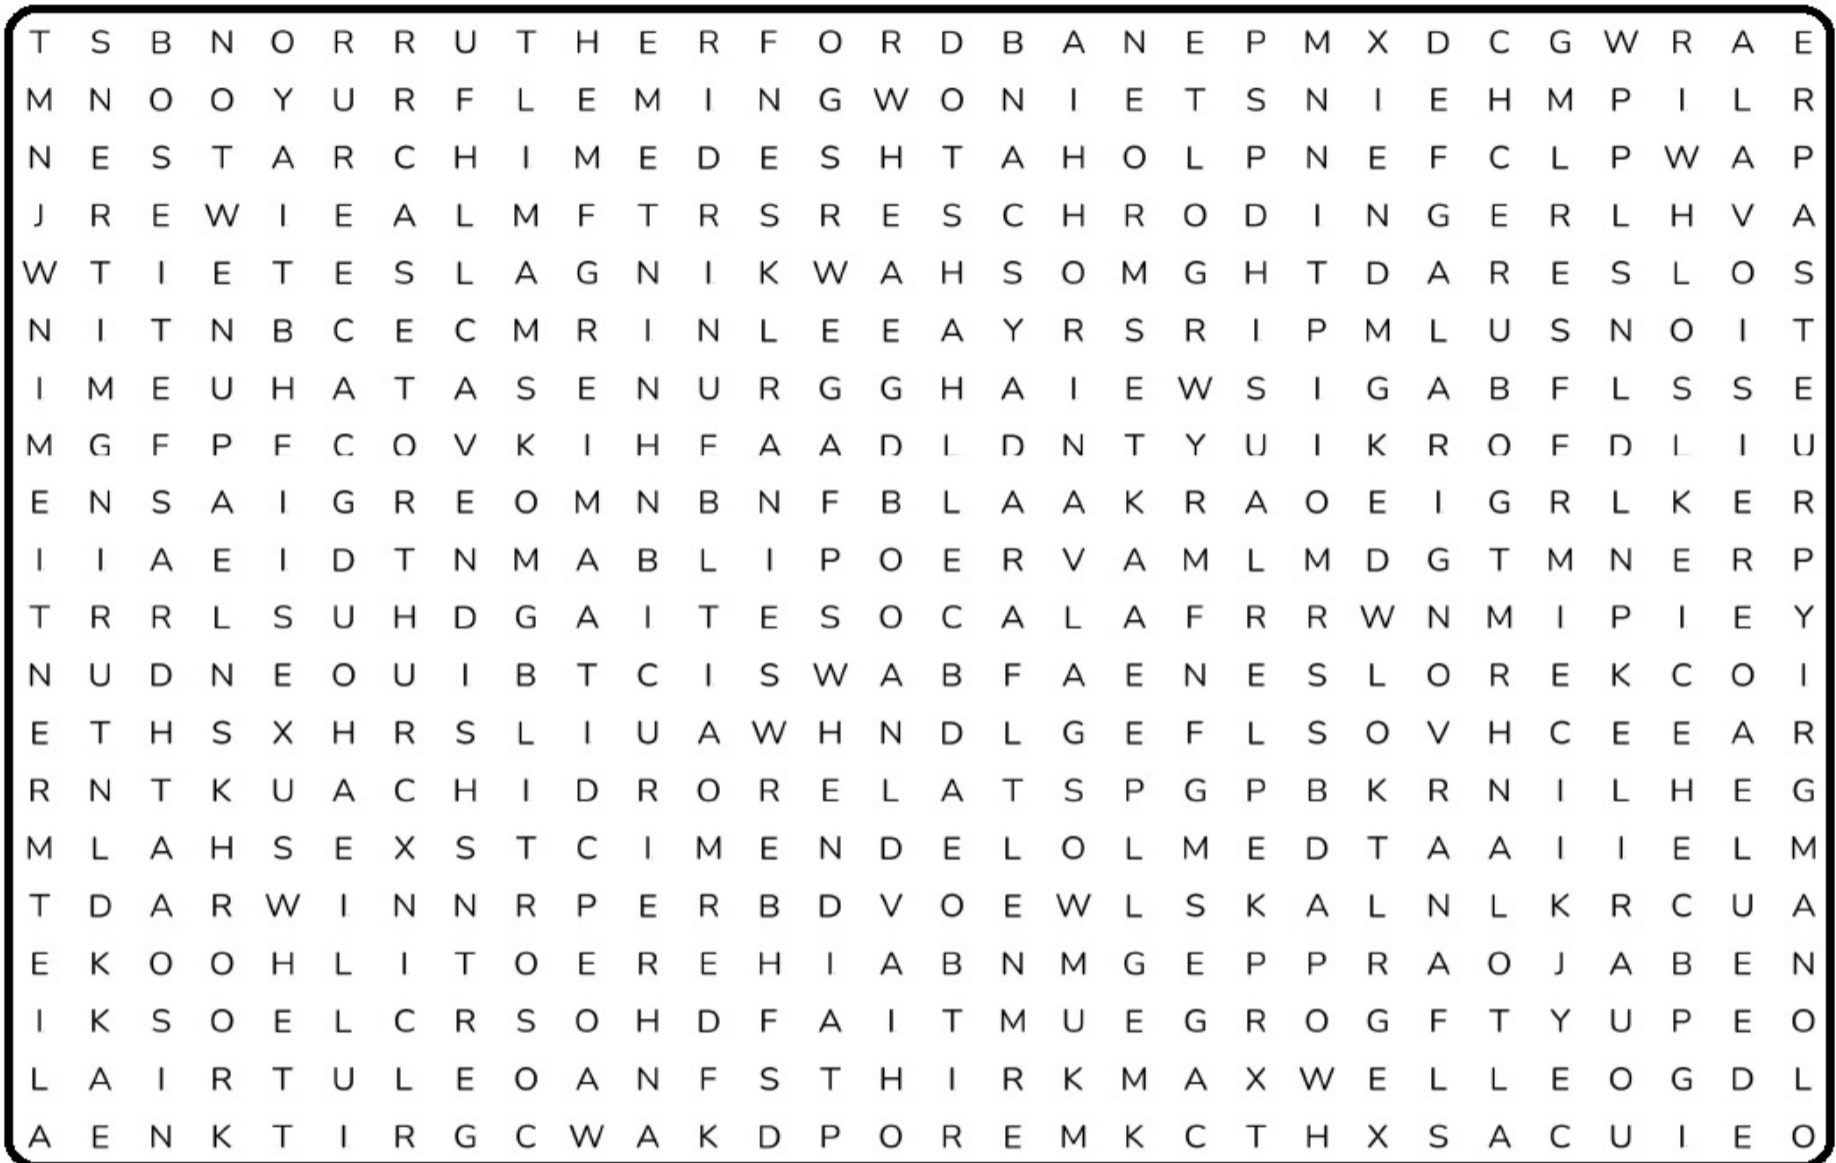 T S B N O R R U T H E R F O R D B A N E P M X D C G W R A E
M N O O Y U R F L E M I N G W O N I E T S N I E H M P I L R
N E S T A R C H I M E D E S H T A H O L P N E F C L P W A P
J R E W I E A L M F T R S R E S C H R O D I N G E R L H V A
W T I E T E S L A G N I K W A H S O M G H T D A R E S L O S
N I T N B C E C M R I N L E E A Y R S R I P M L U S N O I T
I M E U H A T A S E N U R G G H A I E W S I G A B F L S S E
M G F P F C O V K I H F A A D L D N T Y U I K R O F D L I U
E N S A I G R E O M N B N F B L A A K R A O E I G R L K E R
I I A E I D T N M A B L I P O E R V A M L M D G T M N E R P
T R R L S U H D G A I T E S O C A L A F R R W N M I P I E Y
N U D N E O U I B T C I S W A B F A E N E S L O R E K C O I
E T H S X H R S L I U A W H N D L G E F L S O V H C E E A R
R N T K U A C H I D R O R E L A T S P G P B K R N I L H E G
M L A H S E X S T C I M E N D E L O L M E D T A A I I E L M
T D A R W I N N R P E R B D V O E W L S K A L N L K R C U A
E K O O H L I T O E R E H I A B N M G E P P R A O J A B E N
I K S O E L C R S O H D F A I T M U E G R O G F T Y U P E O
L A I R T U L E O A N F S T H I R K M A X W E L L E O G D L
A E N K T I R G C W A K D P O R E M K C T H X S A C U I E O